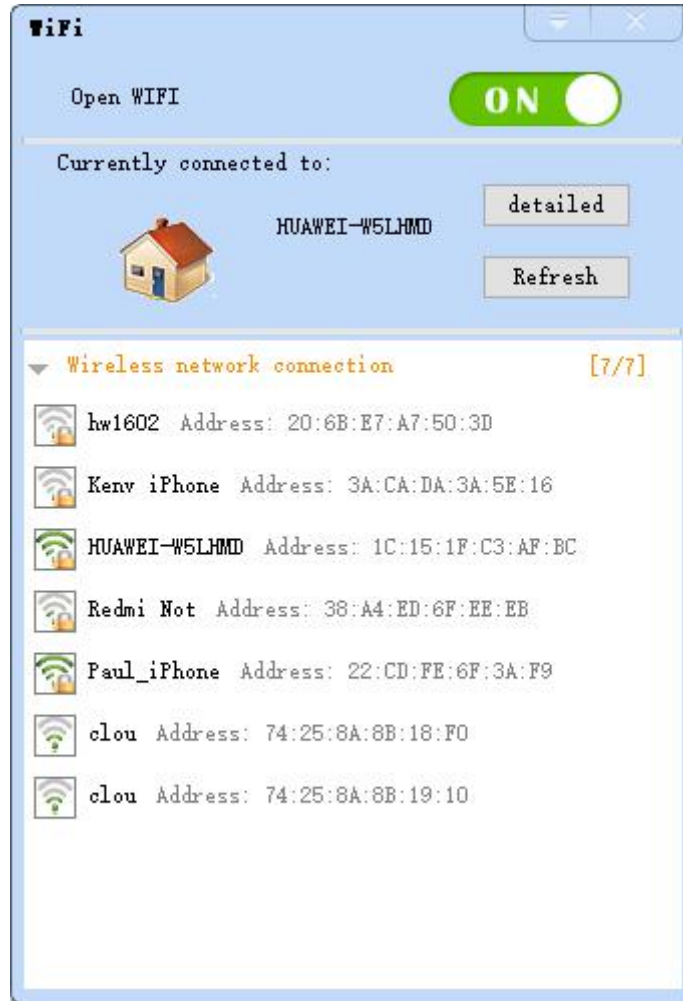 WiFi
Open WIFI
ON
Currently connected to:
HUAWEI-W5LHMD
detailed
Refresh
Wireless network connection [7/7]
hw1602 Address: 20:6B:E7:A7:50:3D
Kenv iPhone Address: 3A:CA:DA:3A:5E:16
HUAWEI-W5LHMD Address: 1C:15:1F:C3:AF:BC
Redmi Not Address: 38:A4:ED:6F:EE:EB
Paul_iPhone Address: 22:CD:FE:6F:3A:F9
clou Address: 74:25:8A:8B:18:F0
clou Address: 74:25:8A:8B:19:10